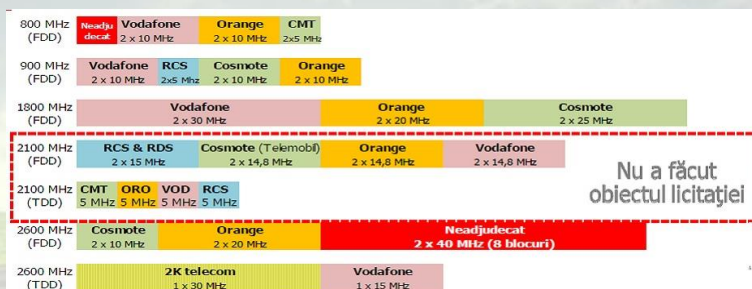 800 MHz (FDD)
Neadju decat
Vodafone 2 x 10 MHz
Orange 2 x 10 MHz
CMT 2x5 MHz
900 MHz (FDD)
Vodafone 2 x 10 MHz
RCS 2x5 Mhz
Cosmote 2 x 10 MHz
Orange 2 x 10 MHz
1800 MHz (FDD)
Vodafone 2 x 30 MHz
Orange 2 x 20 MHz
Cosmote 2 x 25 MHz
2100 MHz (FDD)
RCS & RDS 2 x 15 MHz
Cosmote (Telemobil) 2 x 14,8 MHz
Orange 2 x 14,8 MHz
Vodafone 2 x 14,8 MHz
2100 MHz (TDD)
CMT 5 MHz
ORO 5 MHz
VOD 5 MHz
RCS 5 MHz
Nu a făcut
obiectul licitației
2600 MHz (FDD)
Cosmote 2 x 10 MHz
Orange 2 x 20 MHz
Neadjudecat 2 x 40 MHz (8 blocuri)
2600 MHz (TDD)
2K telecom 1 x 30 MHz
Vodafone 1 x 15 MHz